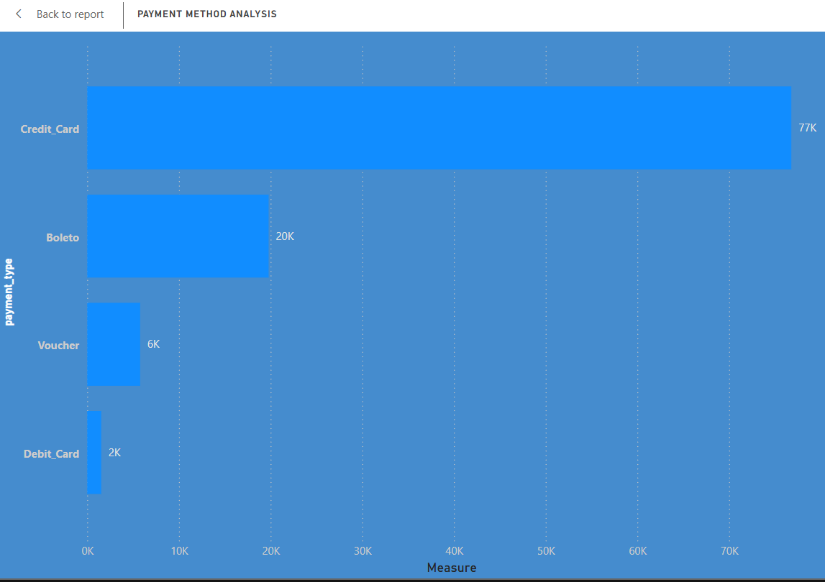 Back to report
PAYMENT METHOD ANALYSIS
payment_type
Credit_Card
77K
Boleto
20K
Voucher
6K
Debit_Card
2K
0K 10K 20K 30K 40K 50K 60K 70K
Measure